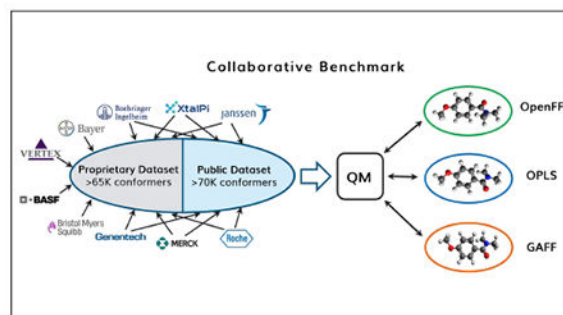 Collaborative Benchmark
Boehringer
Ingelheim
XtalPi
janssen
Bayer
VERTEX
BASF
Bristol Myers
Squibb
Genentech
MERCK
Roche
Proprietary Dataset
>65K conformers
Public Dataset
>70K conformers
QM
OpenFF
OPLS
GAFF